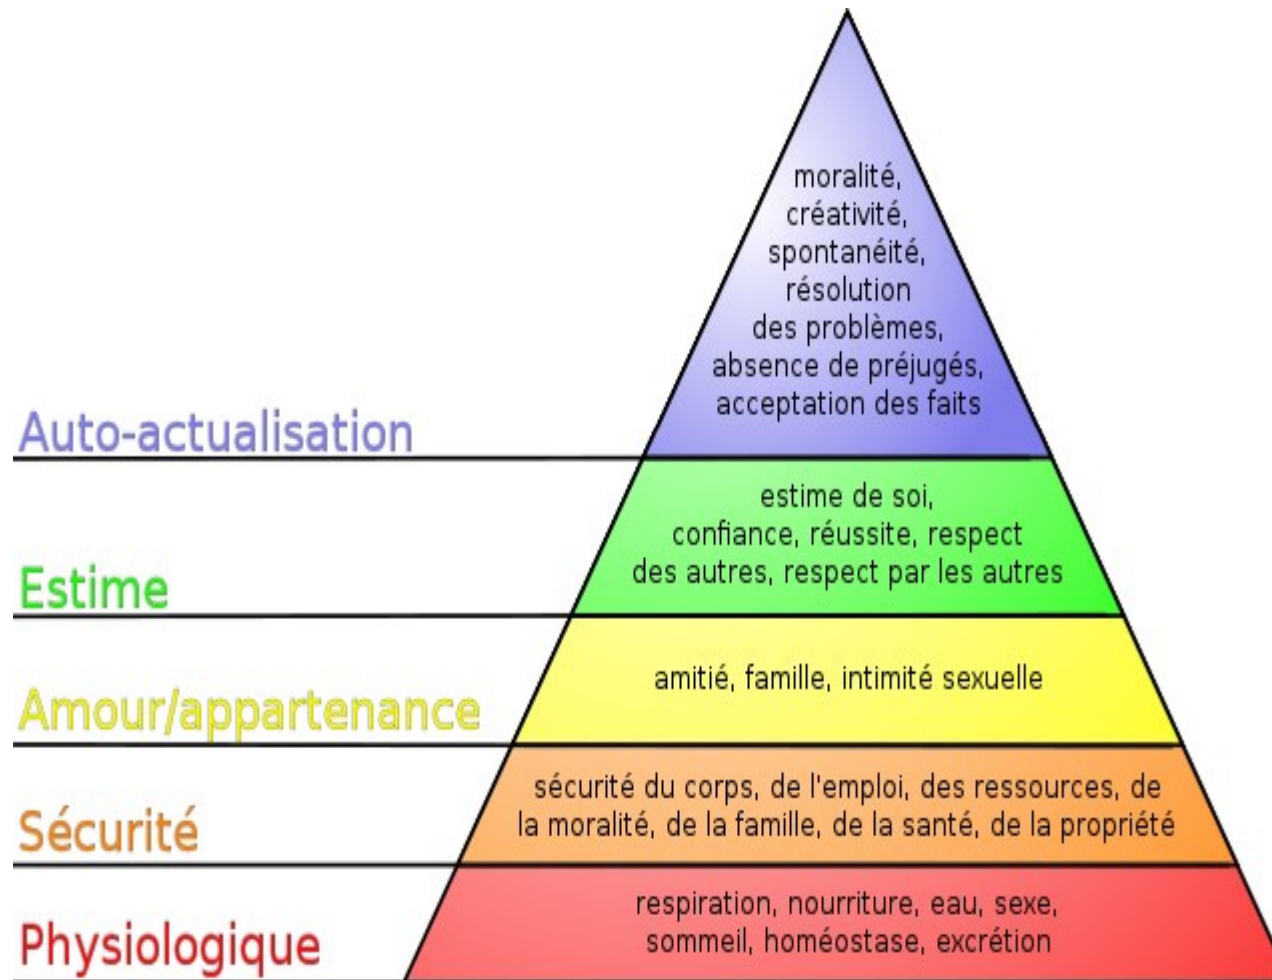 moralité,
créativité,
spontanéité,
résolution
des problèmes,
absence de préjugés,
acceptation des faits
Auto-actualisation
estime de soi,
confiance, réussite, respect
des autres, respect par les autres
Estime
amitié, famille, intimité sexuelle
Amour/appartenance
sécurité du corps, de l'emploi, des ressources, de
la moralité, de la famille, de la santé, de la propriété
Sécurité
respiration, nourriture, eau, sexe,
sommeil, homéostase, excrétion
Physiologique